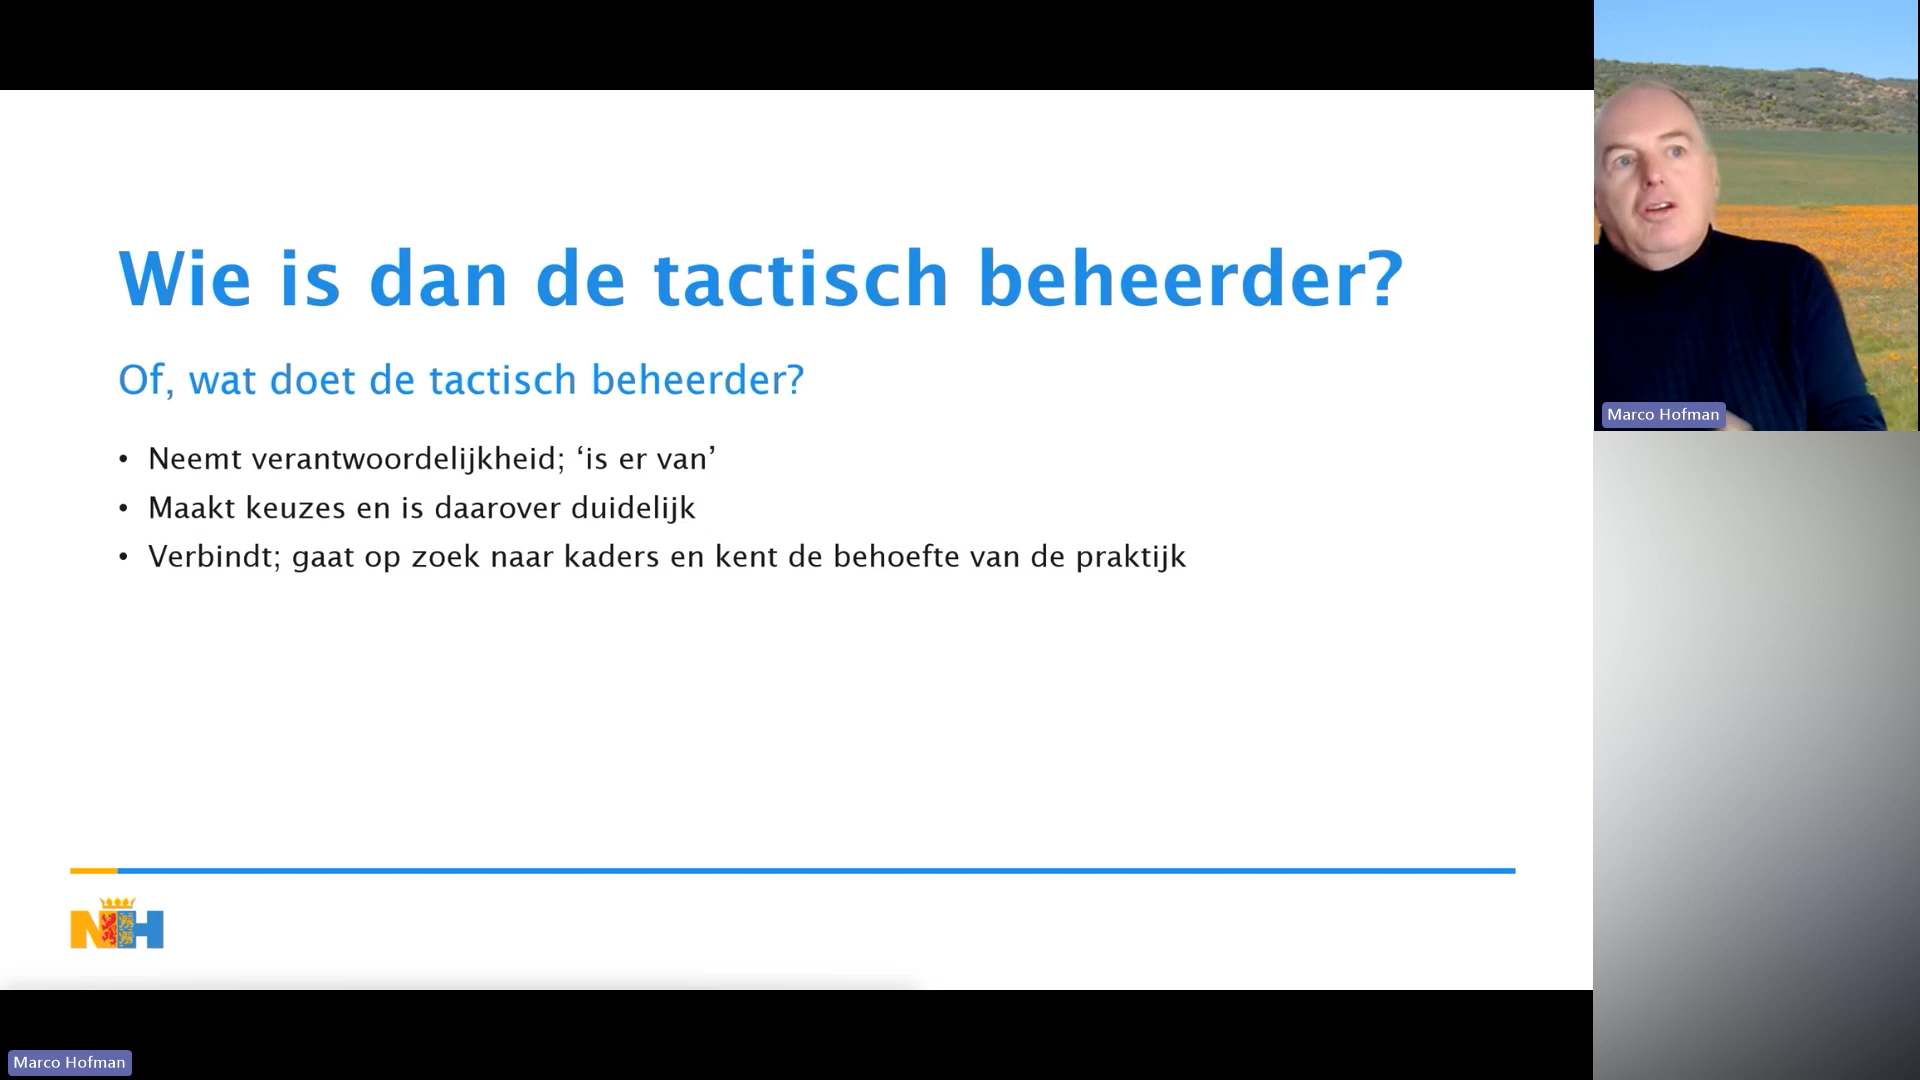 Wie is dan de tactisch beheerder?
Of, wat doet de tactisch beheerder?
• Neemt verantwoordelijkheid; ‘is er van’
• Maakt keuzes en is daarover duidelijk
• Verbindt; gaat op zoek naar kaders en kent de behoefte van de praktijk
NH
Marco Hofman
Marco Hofman